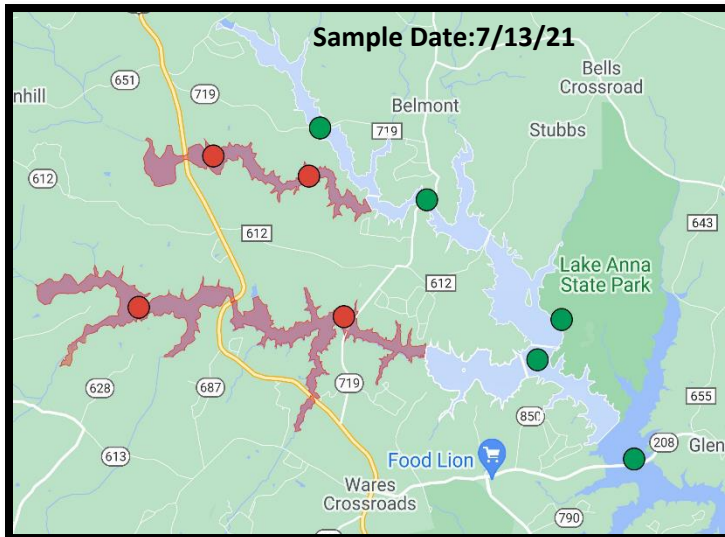 Sample Date:7/13/21
651
719
nhill
Belmont
Bells
Crossroad
719
Stubbs
612
643
612
612
Lake Anna
State Park
628
687
719
655
850
613
208
Glen
Food Lion
Wares
Crossroads
790